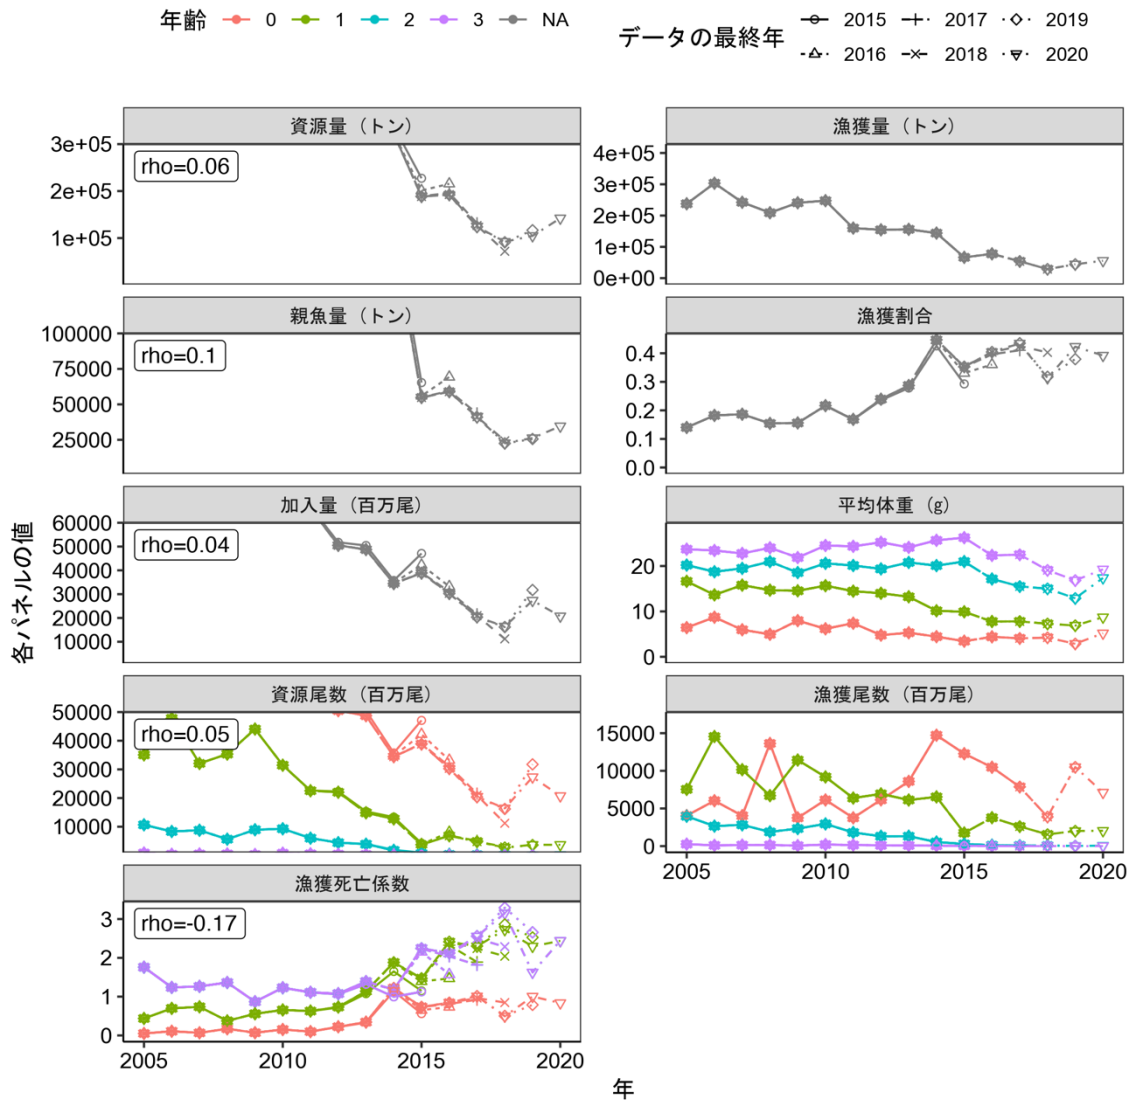 年齢 0 1 2 3 NA
データの最終年 2015 2017 2019
2016 2018 2020
資源量（トン）
3e+05
2e+05
1e+05
rho=0.06
漁獲量（トン）
4e+05
3e+05
2e+05
1e+05
0e+00
親魚量（トン）
100000
75000
50000
25000
rho=0.1
漁獲割合
0.4
0.3
0.2
0.1
0.0
加入量（百万尾）
60000
50000
40000
30000
20000
10000
rho=0.04
平均体重（g）
20
10
0
資源尾数（百万尾）
50000
40000
30000
20000
10000
rho=0.05
漁獲尾数（百万尾）
15000
10000
5000
0
2005 2010 2015 2020
漁獲死亡係数
3
2
1
0
rho=-0.17
2005 2010 2015 2020
各パネルの値
年